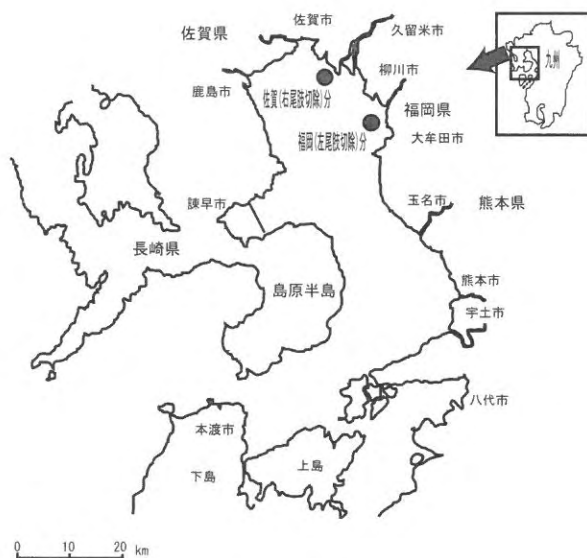 佐賀市
佐賀県
久留米市
九州
柳川市
鹿島市
佐賀(右尾肢切除)分
福岡県
福岡(左尾肢切除)分
大牟田市
玉名市
熊本県
諫早市
長崎県
島原半島
熊本市
宇土市
八代市
本渡市
上島
下島
0 10 20 km